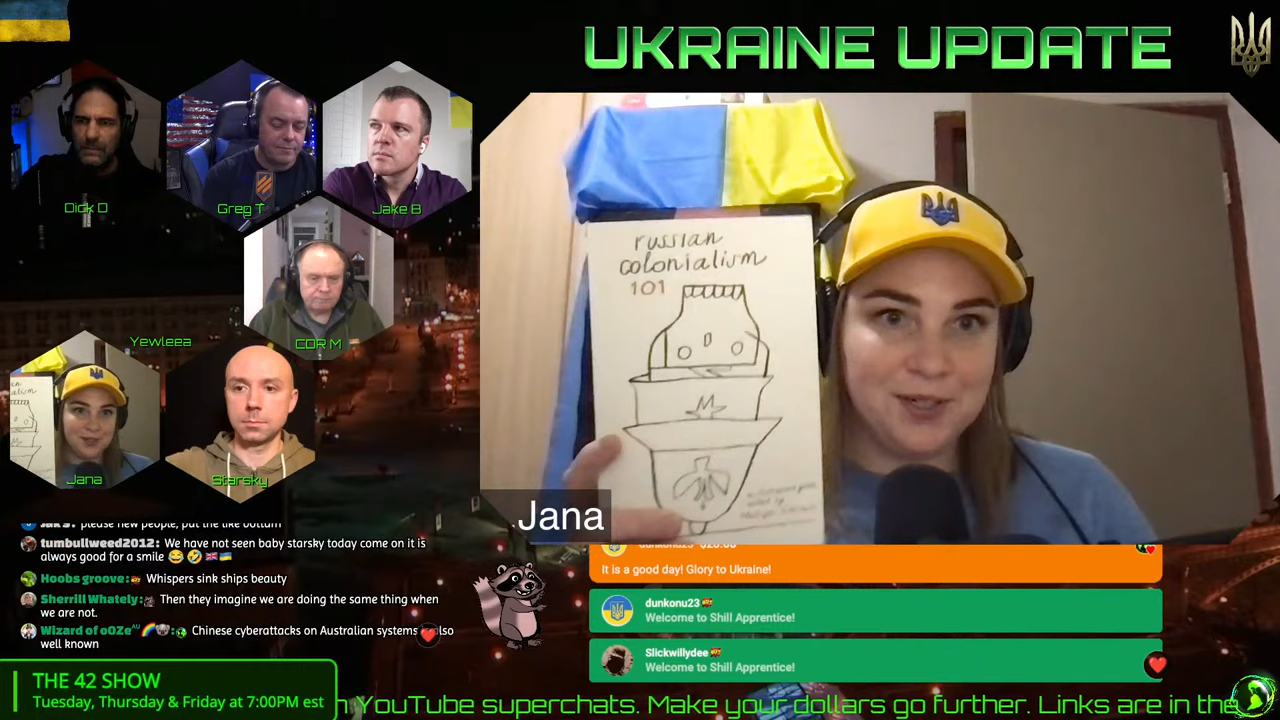 UKRAINE UPDATE
Dick D
Greg T
Jake B
CDR M
Yewleea
Jana
Starsky
russian
colonialism
101
Jana
please new people, put the like buttum
tumbullweed2012: We have not seen baby starsky today come on it is
always good for a smile 😂 🤣 🇬🇧🇺🇦
Hoobs groove: Whispers sink ships beauty
Sherrill Whately: Then they imagine we are doing the same thing when
we are not.
Wizard of oOZe AU: Chinese cyberattacks on Australian systems also
well known
It is a good day! Glory to Ukraine!
dunkonu23
Welcome to Shill Apprentice!
Slickwillydee
Welcome to Shill Apprentice!
THE 42 SHOW
Tuesday, Thursday & Friday at 7:00PM est
YouTube superchats. Make your dollars go further. Links are in the